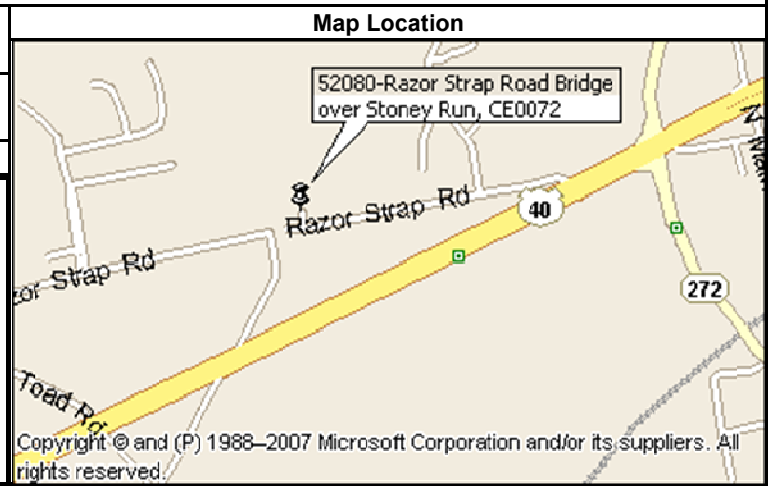 Map Location
52080-Razor Strap Road Bridge
over Stoney Run, CE0072
Razor Strap Rd
40
zor Strap Rd
272
Toad Rd
Copyright © and (P) 1988–2007 Microsoft Corporation and/or its suppliers. All
rights reserved.